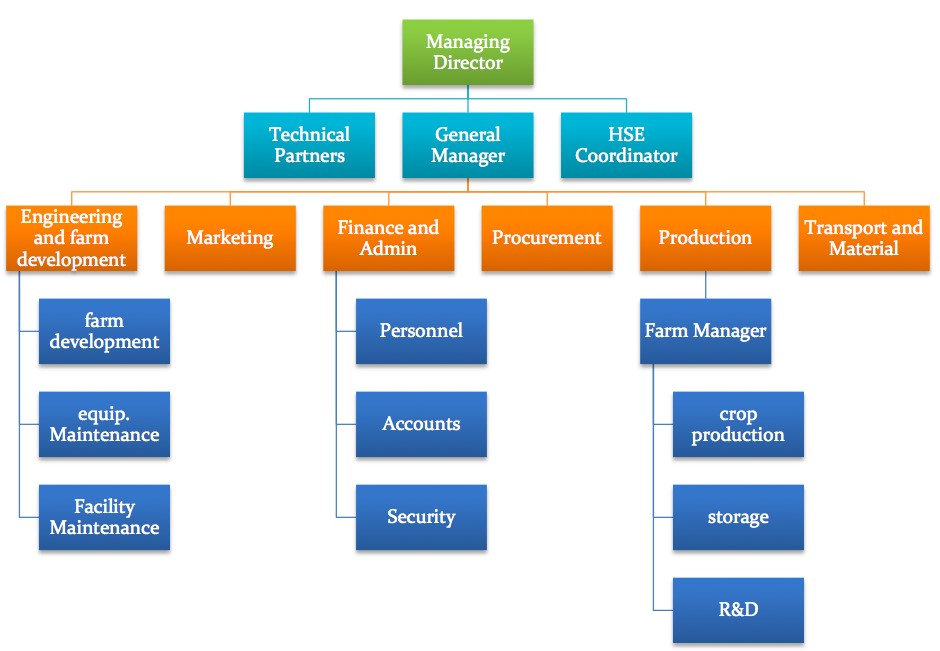 Managing
Director
Technical
Partners
General
Manager
HSE
Coordinator
Engineering
and farm
development
Marketing
Finance and
Admin
Procurement
Production
Transport and
Material
farm
development
equip.
Maintenance
Facility
Maintenance
Personnel
Accounts
Security
Farm Manager
crop
production
storage
R&D